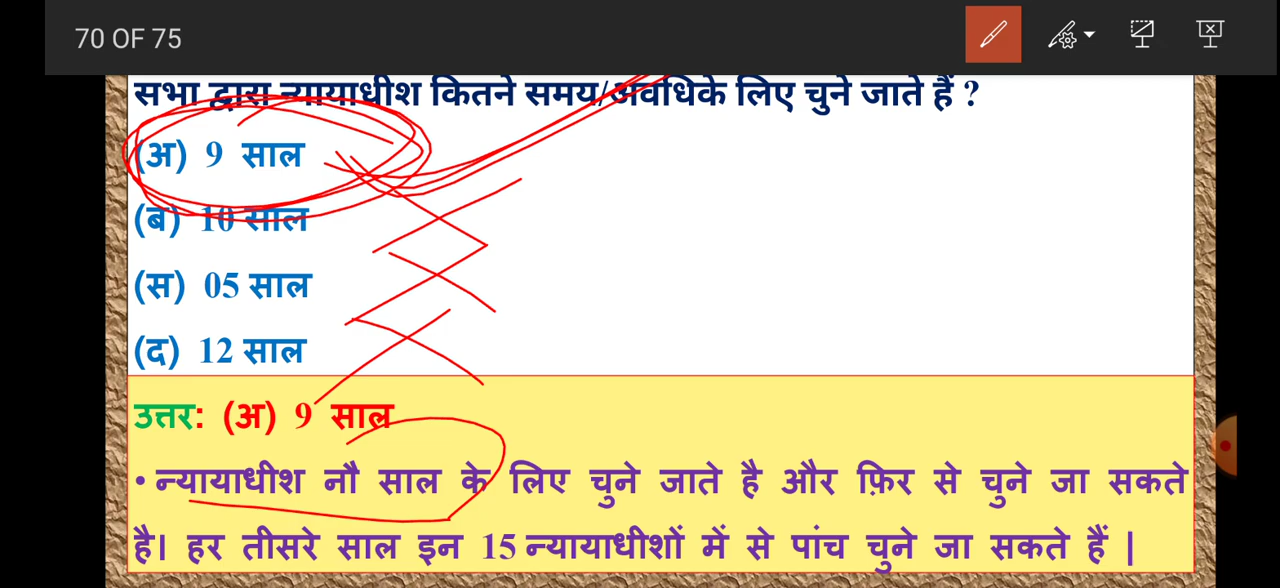 70 OF 75
सभा द्वारा न्यायाधीश कितने समय/अवधिके लिए चुने जाते हैं ?
(अ) 9 साल
(ब) 10 साल
(स) 05 साल
(द) 12 साल
उत्तर: (अ) 9 साल
• न्यायाधीश नौ साल के लिए चुने जाते है और फ़िर से चुने जा सकते
है। हर तीसरे साल इन 15 न्यायाधीशों में से पांच चुने जा सकते हैं |